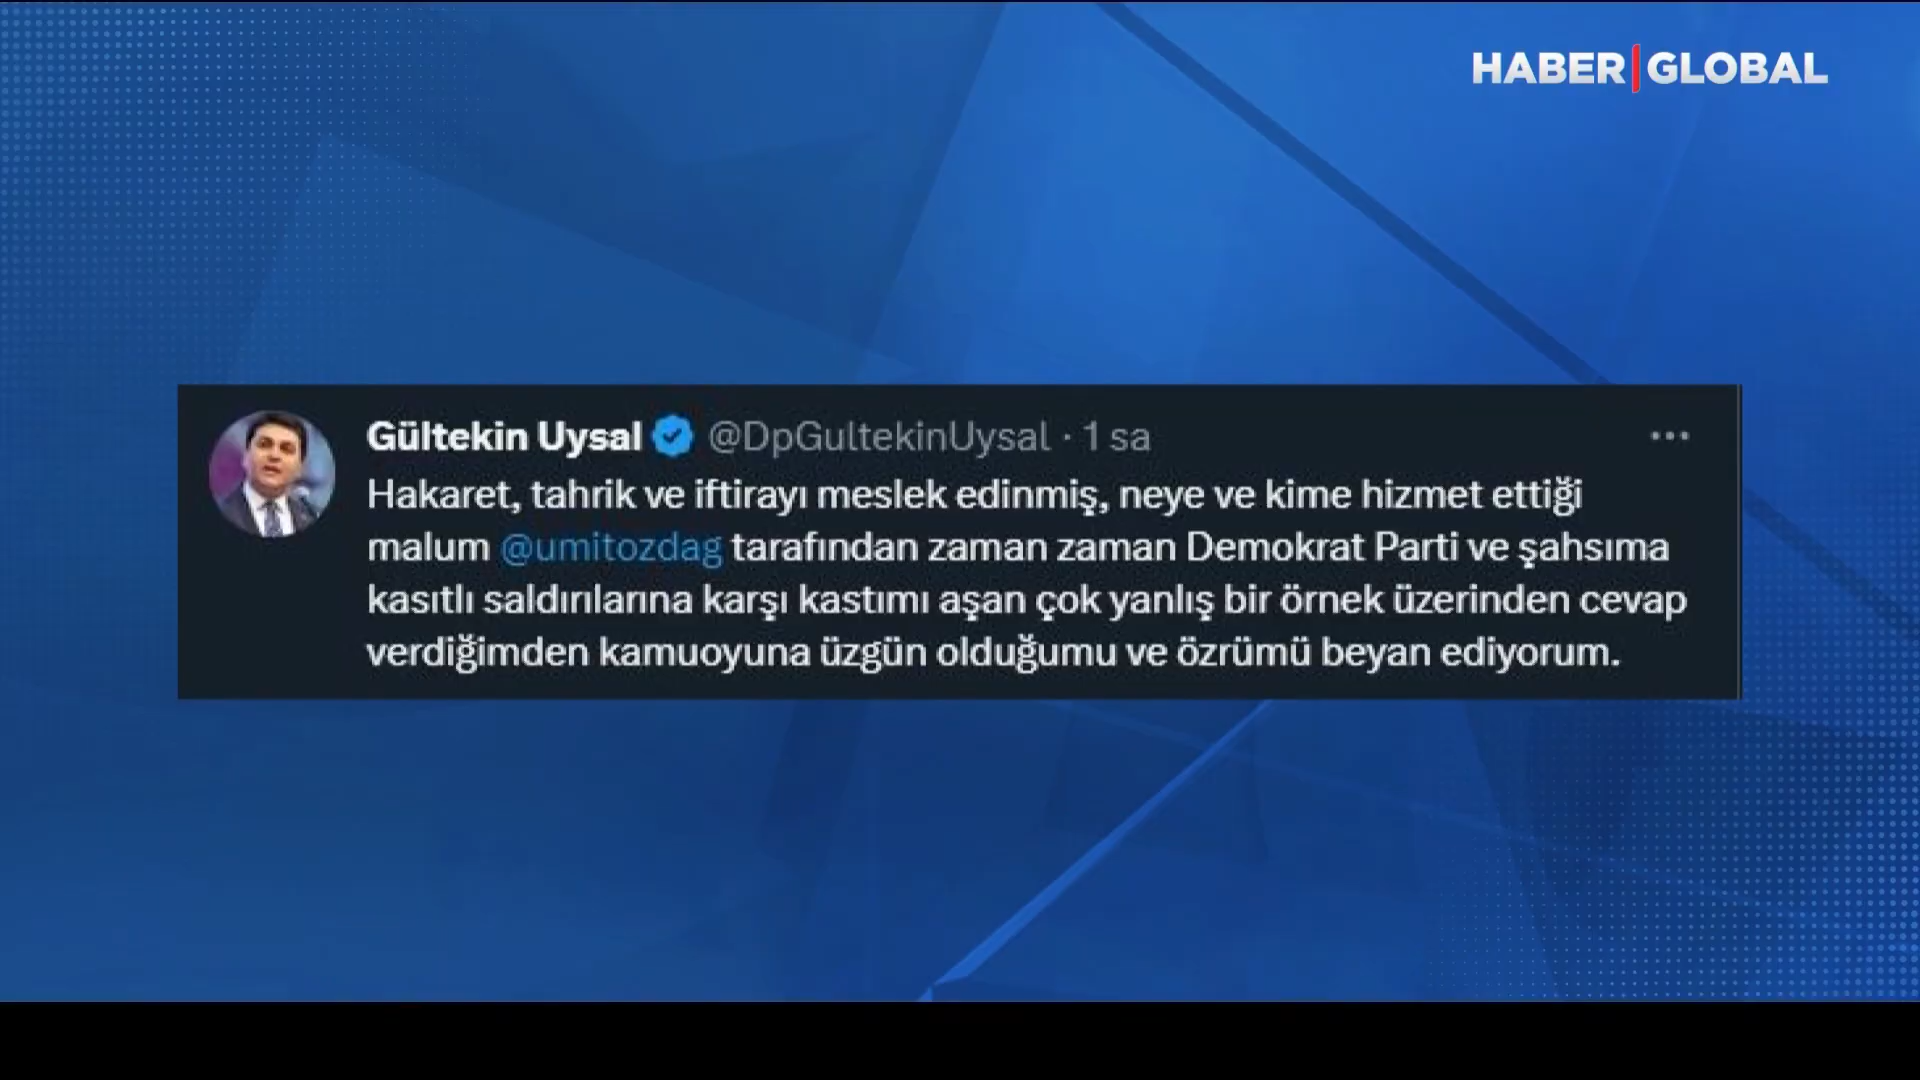 HABER|GLOBAL
Gültekin Uysal @DpGultekinUysal · 1 sa
Hakaret, tahrik ve iftirayı meslek edinmiş, neye ve kime hizmet ettiği
malum @umitozdag tarafından zaman zaman Demokrat Parti ve şahsıma
kasıtlı saldırılarına karşı kastımı aşan çok yanlış bir örnek üzerinden cevap
verdiğimden kamuoyuna üzgün olduğumu ve özrümü beyan ediyorum.